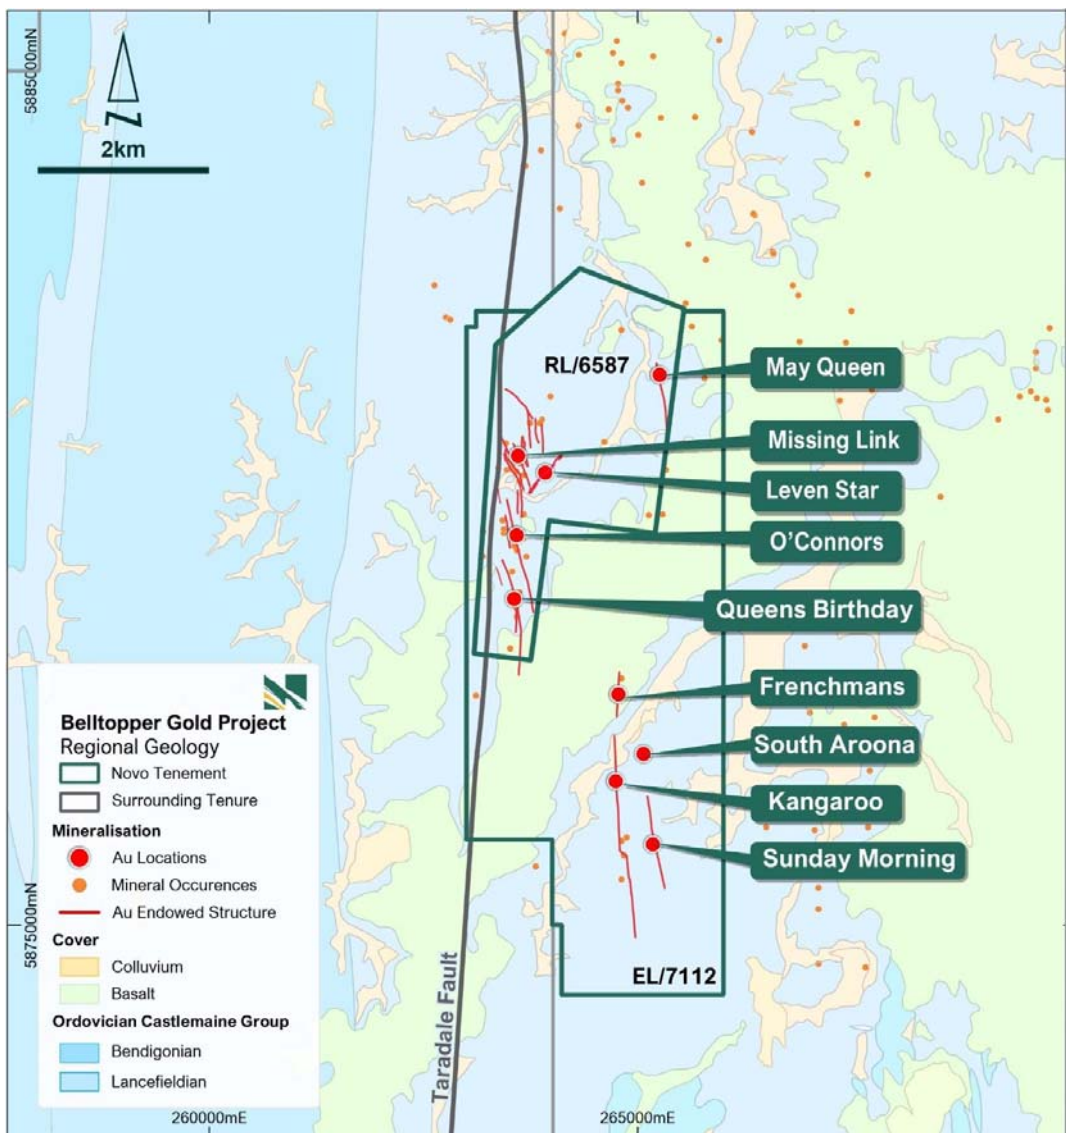 5885000mN
N
2km
RL/6587
May Queen
Missing Link
Leven Star
O'Connors
Queens Birthday
Frenchmans
South Aroona
Kangaroo
Sunday Morning
EL/7112
Taradale Fault
5875000mN
Belltopper Gold Project
Regional Geology
Novo Tenement
Surrounding Tenure
Mineralisation
Au Locations
Mineral Occurences
Au Endowed Structure
Cover
Colluvium
Basalt
Ordovician Castlemaine Group
Bendigonian
Lancefieldian
260000mE
265000mE